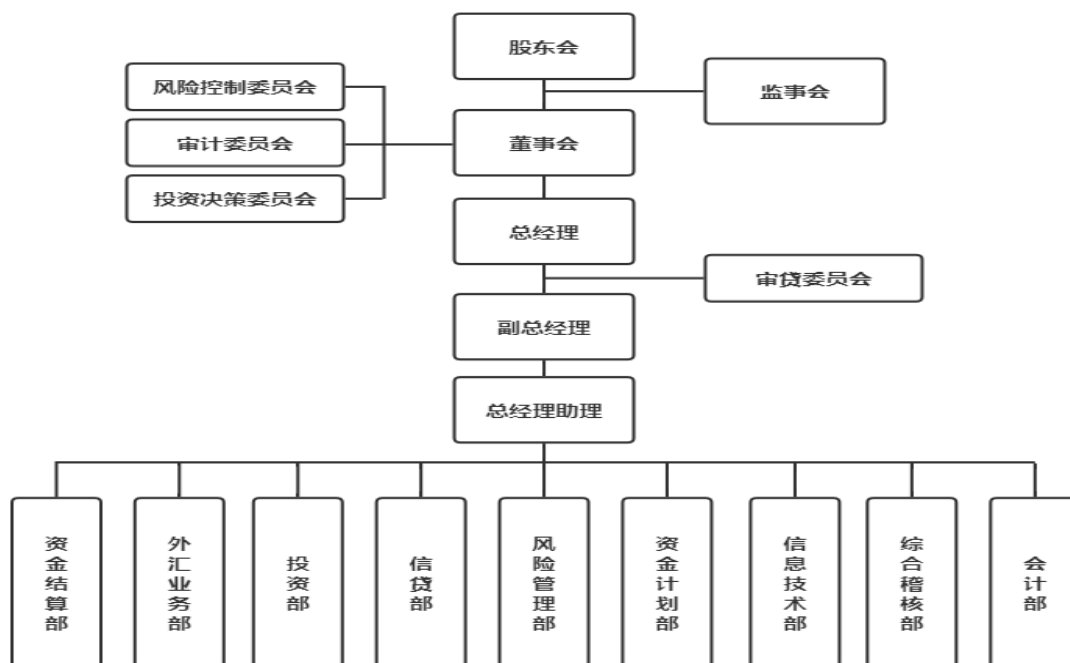 股东会
风险控制委员会
监事会
审计委员会
董事会
投资决策委员会
总经理
审贷委员会
副总经理
总经理助理
资金结算部
外汇业务部
投资部
信贷部
风险管理部
资金计划部
信息技术部
综合稽核部
会计部